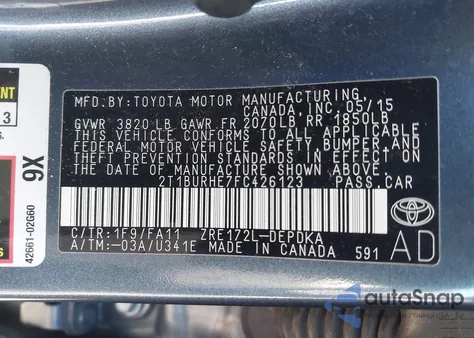 MFD.BY:TOYOTA MOTOR MANUFACTURING
CANADA, INC. 05/15
GVWR 3820 LB GAWR FR 2070LB RR 1850LB
THIS VEHICLE CONFORMS TO ALL APPLICABLE
FEDERAL MOTOR VEHICLE SAFETY, BUMPER, AND
THEFT PREVENTION STANDARDS IN EFFECT ON
THE DATE OF MANUFACTURE SHOWN ABOVE.
2T1BURHE7FC426123 PASS.CAR
C/TR:1F9/FA11 ZRE172L-DEPDKA
A/TM:-03A/U341E MADE IN CANADA 591
AD
9X
42661-02G60
3
autoSnap